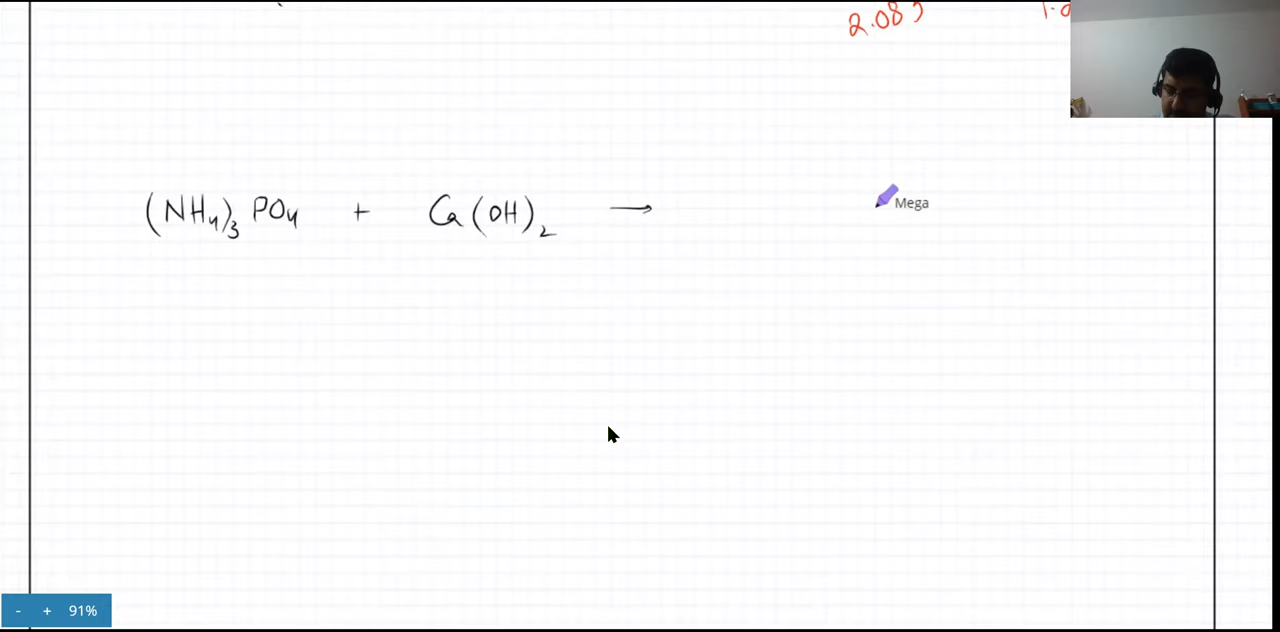 2.08
(NH₄)₃ PO₄ + Ca(OH)₂ →
Mega
- + 91%